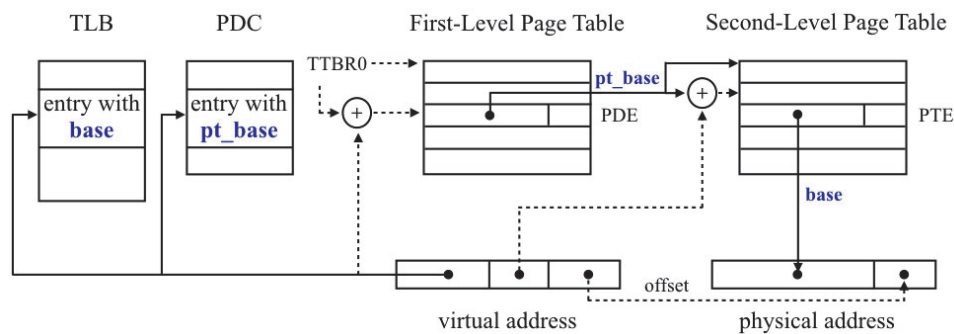 TLB
PDC
First-Level Page Table
Second-Level Page Table
TTBR0
entry with
base
entry with
pt_base
pt_base
+
+
PDE
PTE
base
offset
virtual address
physical address